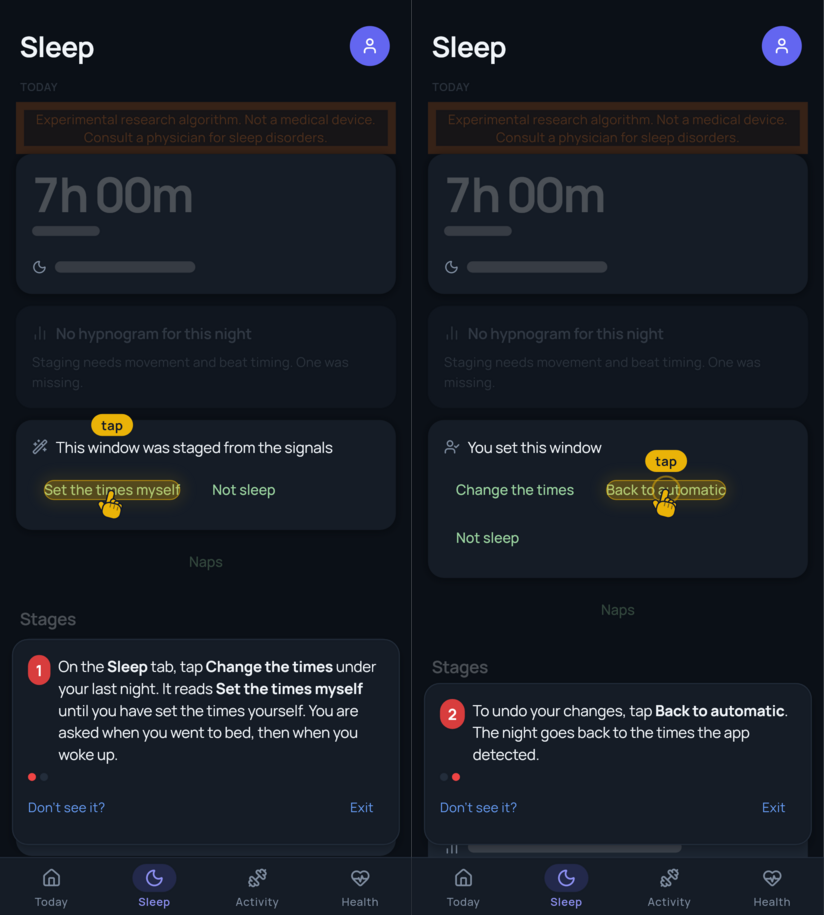 Sleep
TODAY
Experimental research algorithm. Not a medical device.
Consult a physician for sleep disorders.
7h 00m
No hypnogram for this night
Staging needs movement and beat timing. One was
missing.
tap
This window was staged from the signals
Set the times myself
Not sleep
Naps
Stages
1
On the Sleep tab, tap Change the times under
your last night. It reads Set the times myself
until you have set the times yourself. You are
asked when you went to bed, then when you
woke up.
Don't see it?
Exit
Today
Sleep
Activity
Health
Sleep
TODAY
Experimental research algorithm. Not a medical device.
Consult a physician for sleep disorders.
7h 00m
No hypnogram for this night
Staging needs movement and beat timing. One was
missing.
You set this window
tap
Change the times
Back to automatic
Not sleep
Naps
Stages
2
To undo your changes, tap Back to automatic.
The night goes back to the times the app
detected.
Don't see it?
Exit
Today
Sleep
Activity
Health